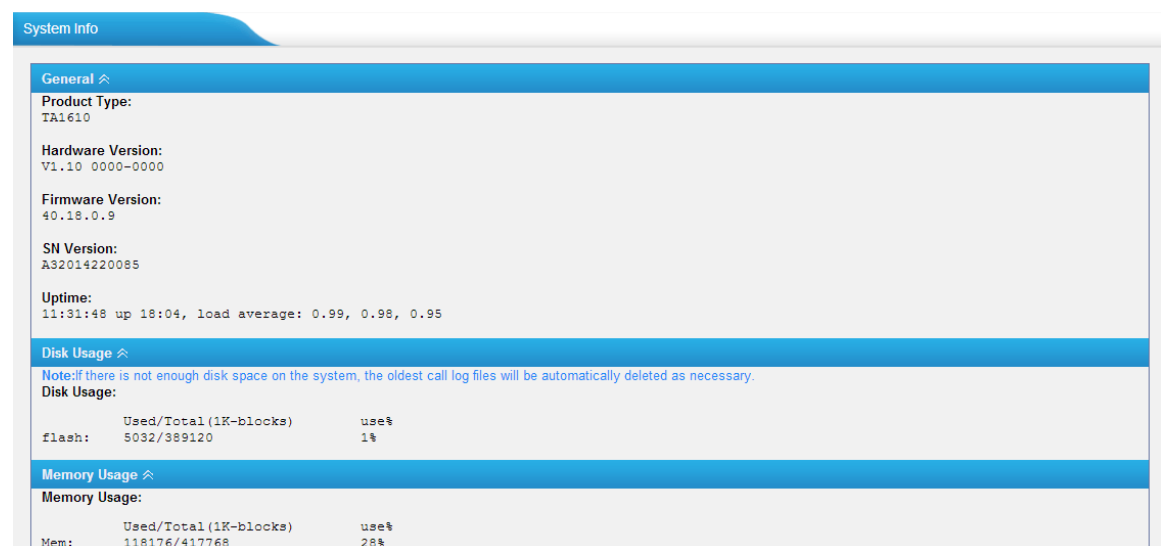 System Info
General
Product Type:
TA1610
Hardware Version:
V1.10 0000-0000
Firmware Version:
40.18.0.9
SN Version:
A32014220085
Uptime:
11:31:48 up 18:04, load average: 0.99, 0.98, 0.95
Disk Usage
Note:If there is not enough disk space on the system, the oldest call log files will be automatically deleted as necessary.
Disk Usage:
Used/Total(1K-blocks) use%
flash: 5032/389120 1%
Memory Usage
Memory Usage:
Used/Total(1K-blocks) use%
Mem: 118176/417768 28%